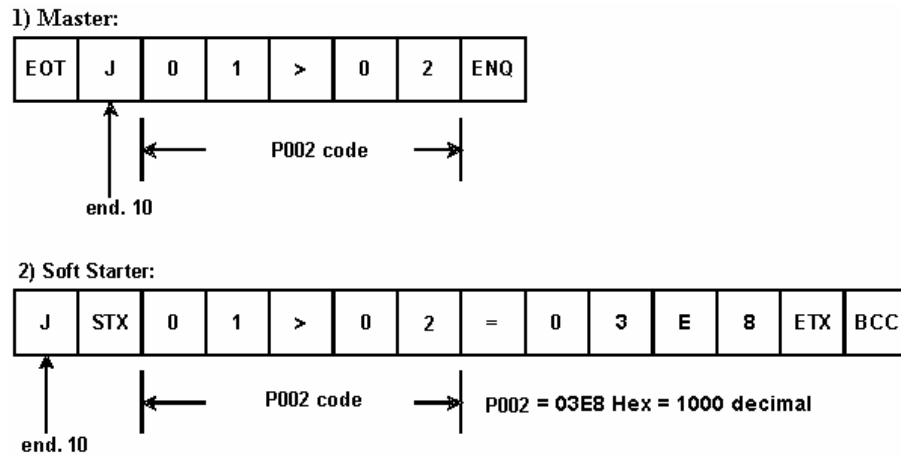 1) Master:
EOT J 0 1 > 0 2 ENQ
P002 code
end. 10
2) Soft Starter:
J STX 0 1 > 0 2 = 0 3 E 8 ETX BCC
P002 code P002 = 03E8 Hex = 1000 decimal
end. 10